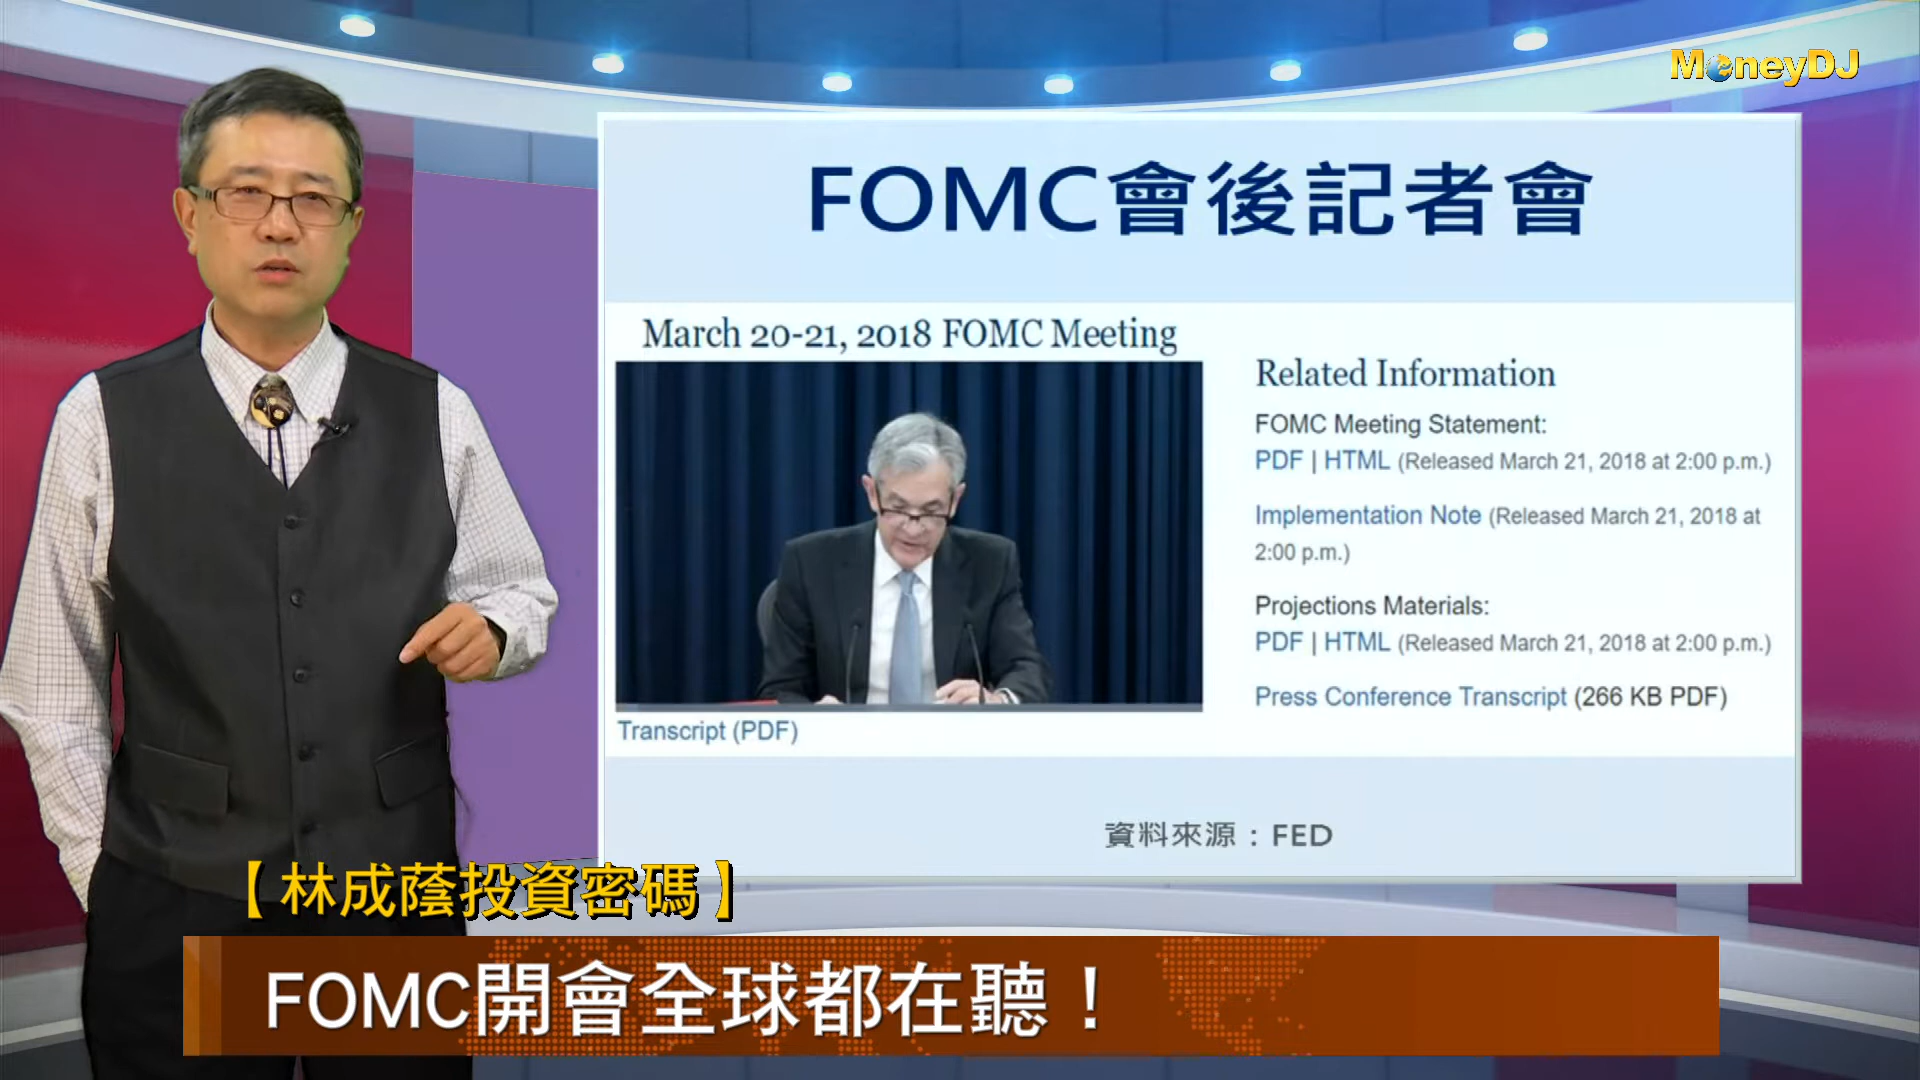 MoneyDJ
FOMC會後記者會
March 20-21, 2018 FOMC Meeting
Transcript (PDF)
Related Information
FOMC Meeting Statement:
PDF | HTML (Released March 21, 2018 at 2:00 p.m.)
Implementation Note (Released March 21, 2018 at
2:00 p.m.)
Projections Materials:
PDF | HTML (Released March 21, 2018 at 2:00 p.m.)
Press Conference Transcript (266 KB PDF)
資料來源：FED
【林成蔭投資密碼】
FOMC開會全球都在聽！